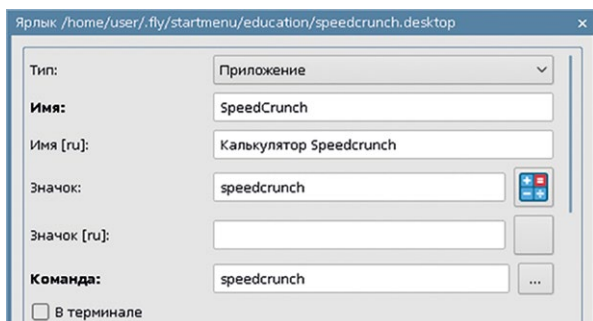 Ярлык /home/user/.fly/startmenu/education/speedcrunch.desktop
Тип: Приложение
Имя: SpeedCrunch
Имя [ru]: Калькулятор Speedcrunch
Значок: speedcrunch
Значок [ru]:
Команда: speedcrunch ...
В терминале